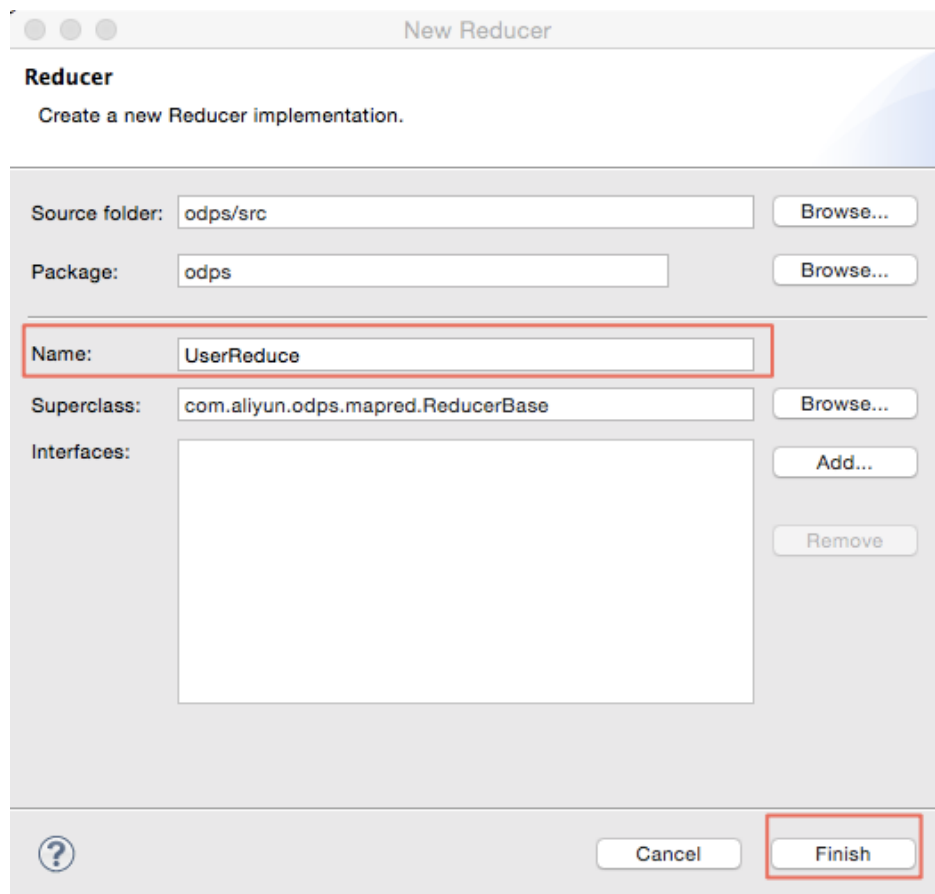 New Reducer
Reducer
Create a new Reducer implementation.
Source folder: odps/src Browse...
Package: odps Browse...
Name: UserReduce
Superclass: com.aliyun.odps.mapred.ReducerBase Browse...
Interfaces: Add...
Remove
? Cancel Finish